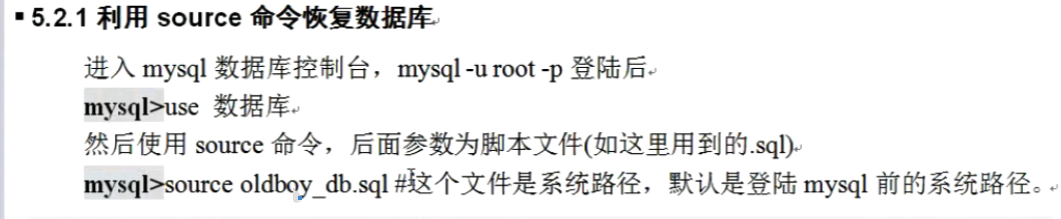 ▪ 5.2.1 利用 source 命令恢复数据库
进入 mysql 数据库控制台，mysql -u root -p 登陆后
mysql>use 数据库
然后使用 source 命令，后面参数为脚本文件(如这里用到的.sql)
mysql>source oldboy_db.sql #这个文件是系统路径，默认是登陆 mysql 前的系统路径。